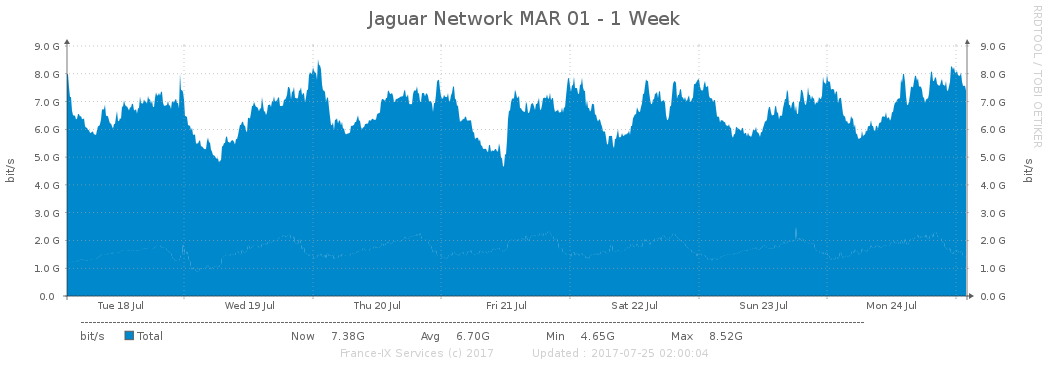 Jaguar Network MAR 01 - 1 Week
RRDTOOL / TOBI OETIKER
9.0 G 9.0 G
8.0 G 8.0 G
7.0 G 7.0 G
6.0 G 6.0 G
5.0 G 5.0 G
4.0 G 4.0 G
3.0 G 3.0 G
2.0 G 2.0 G
1.0 G 1.0 G
0.0 0.0 G
bit/s bit/s
Tue 18 Jul Wed 19 Jul Thu 20 Jul Fri 21 Jul Sat 22 Jul Sun 23 Jul Mon 24 Jul
bit/s Total Now 7.38G Avg 6.70G Min 4.65G Max 8.52G
France-IX Services (c) 2017 Updated : 2017-07-25 02:00:04